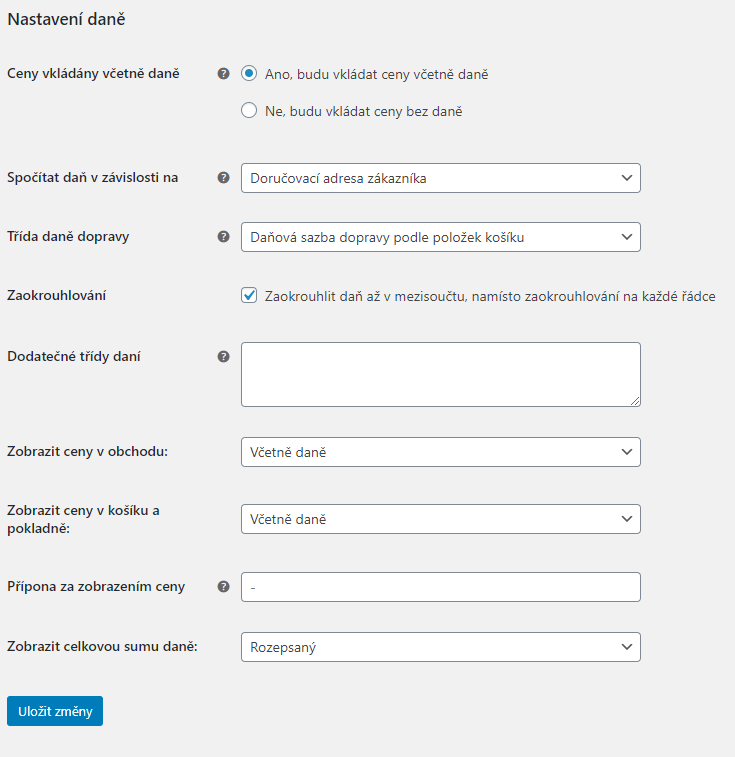 Nastavení daně
Ceny vkládány včetně daně
Ano, budu vkládat ceny včetně daně
Ne, budu vkládat ceny bez daně
Spočítat daň v závislosti na
Doručovací adresa zákazníka
Třída daně dopravy
Daňová sazba dopravy podle položek košíku
Zaokrouhlování
Zaokrouhlit daň až v mezisoučtu, namísto zaokrouhlování na každé řádce
Dodatečné třídy daní
Zobrazit ceny v obchodu:
Včetně daně
Zobrazit ceny v košíku a
pokladně:
Včetně daně
Přípona za zobrazením ceny
-
Zobrazit celkovou sumu daně:
Rozepsaný
Uložit změny